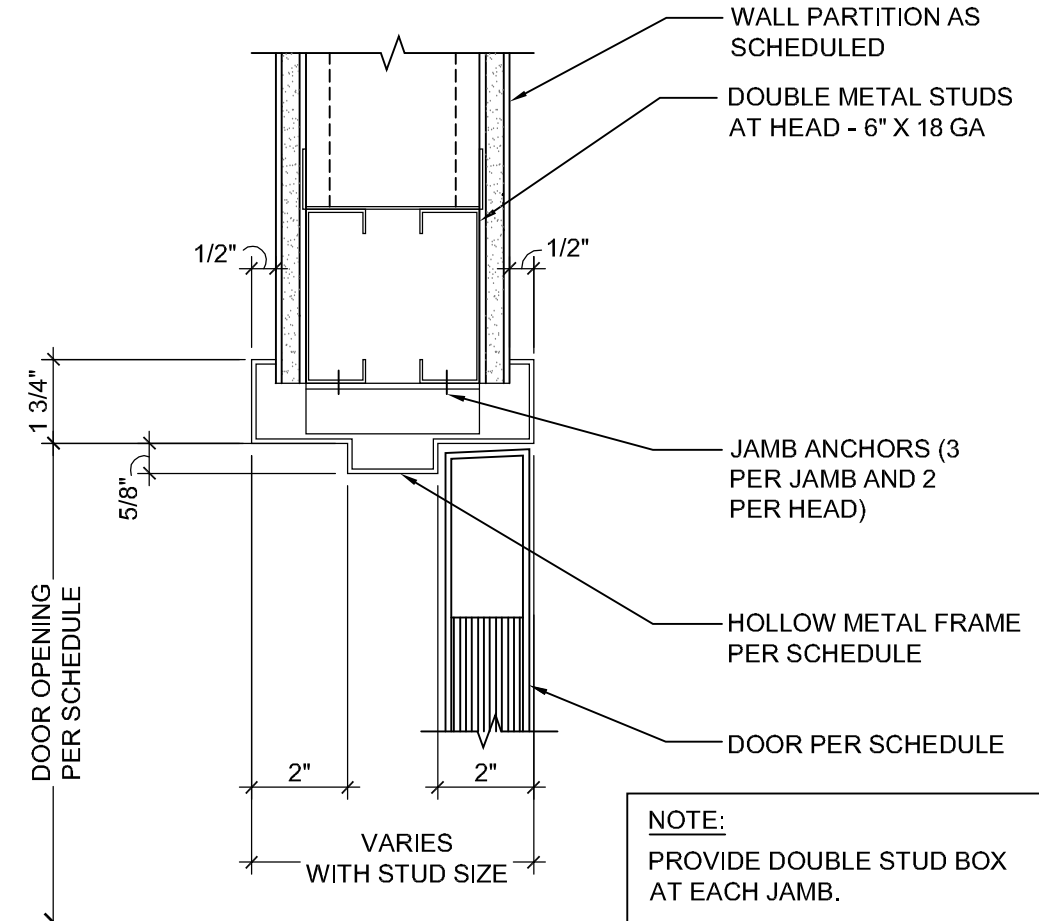 WALL PARTITION AS
SCHEDULED
DOUBLE METAL STUDS
AT HEAD - 6" X 18 GA
1/2"
1/2"
1 3/4"
5/8"
JAMB ANCHORS (3
PER JAMB AND 2
PER HEAD)
HOLLOW METAL FRAME
PER SCHEDULE
DOOR OPENING
PER SCHEDULE
DOOR PER SCHEDULE
2"
2"
VARIES
WITH STUD SIZE
NOTE:
PROVIDE DOUBLE STUD BOX
AT EACH JAMB.